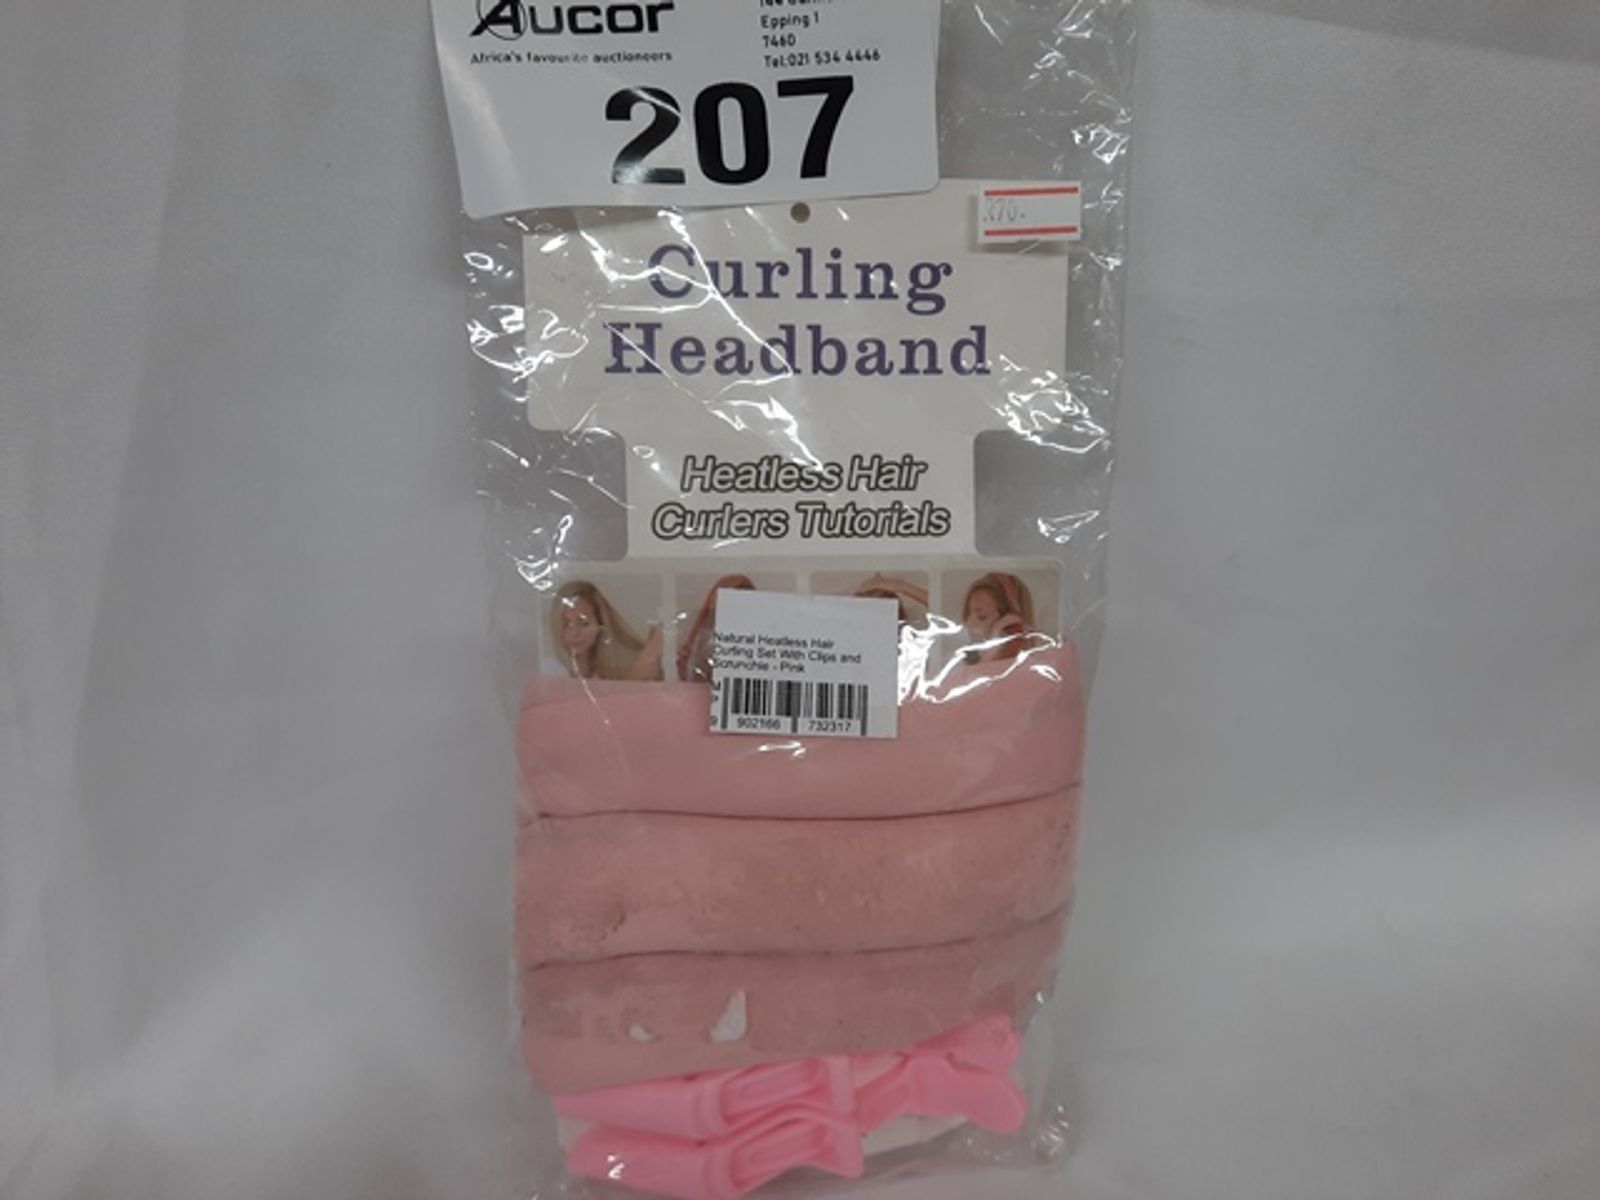 Aucor
Africa's favourite auctioneers
Epping 1
7460
Tel:021 534 4446
207
R70.
Curling
Headband
Heatless Hair
Curlers Tutorials
Natural Heatless Hair
Curling Set With Clips and
Scrunchie - Pink
9 902166 732317